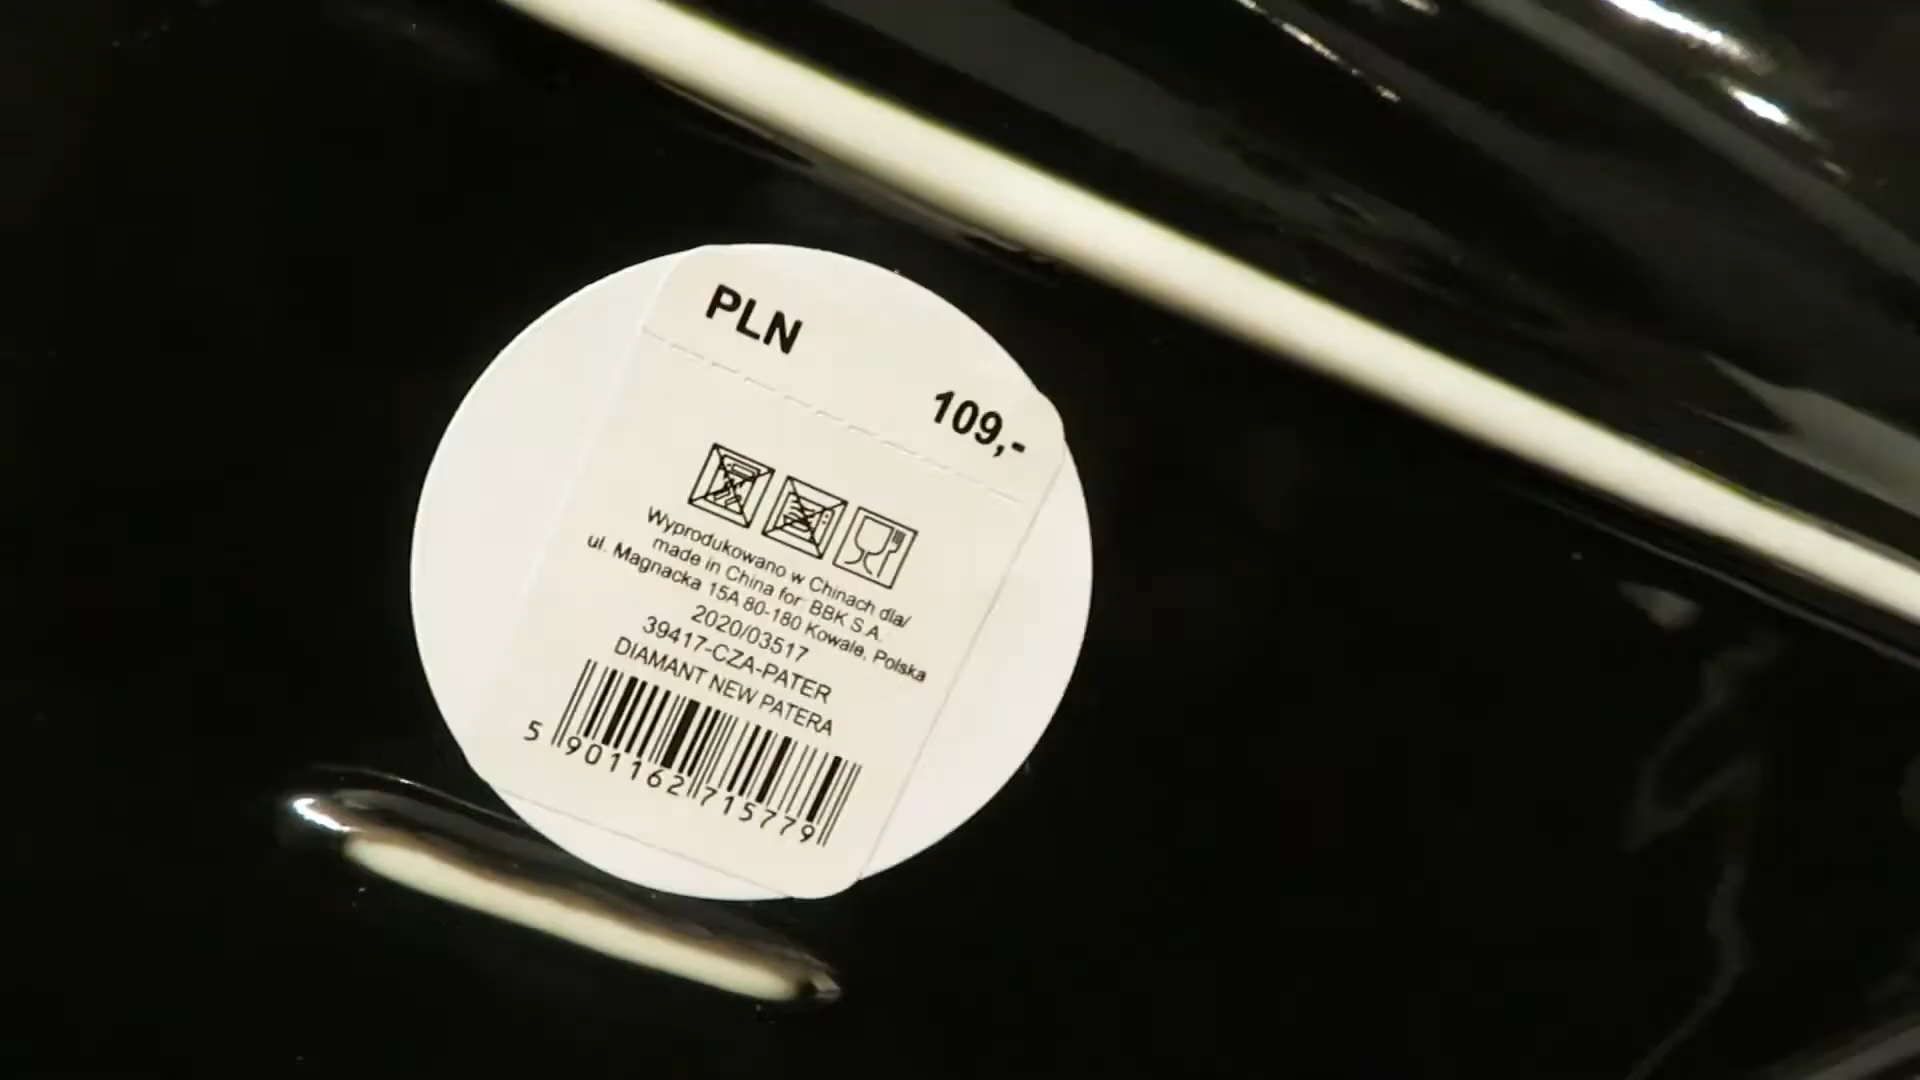 PLN
109,-
Wyprodukowano w Chinach dla/
made in China for: BBK S.A.
ul. Magnacka 15A 80-180 Kowale, Polska
2020/03517
39417-CZA-PATER
DIAMANT NEW PATERA
5 901162 715779